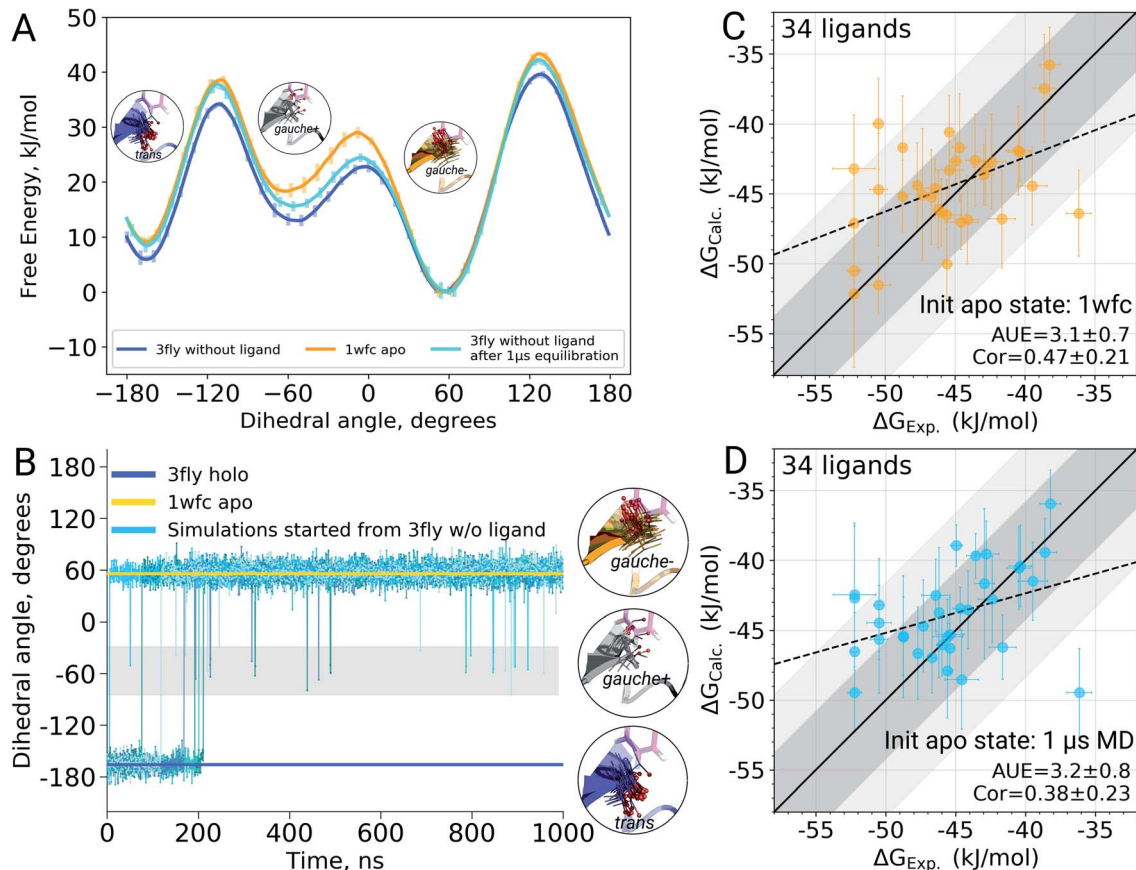 A
50
40
30
20
10
0
−10
Free Energy, kJ/mol
trans
gauche+
gauche-
3fly without ligand
1wfc apo
3fly without ligand
after 1μs equilibration
−180
−120
−60
0
60
120
180
Dihedral angle, degrees
B
180
120
60
0
-60
-120
-180
Dihedral angle, degrees
3fly holo
1wfc apo
Simulations started from 3fly w/o ligand
0
200
400
600
800
1000
Time, ns
gauche-
gauche+
trans
C
34 ligands
-35
-40
-45
-50
-55
ΔGCalc. (kJ/mol)
Init apo state: 1wfc
AUE=3.1±0.7
Cor=0.47±0.21
-55
-50
-45
-40
-35
ΔGExp. (kJ/mol)
D
34 ligands
-35
-40
-45
-50
-55
ΔGCalc. (kJ/mol)
Init apo state: 1 μs MD
AUE=3.2±0.8
Cor=0.38±0.23
-55
-50
-45
-40
-35
ΔGExp. (kJ/mol)